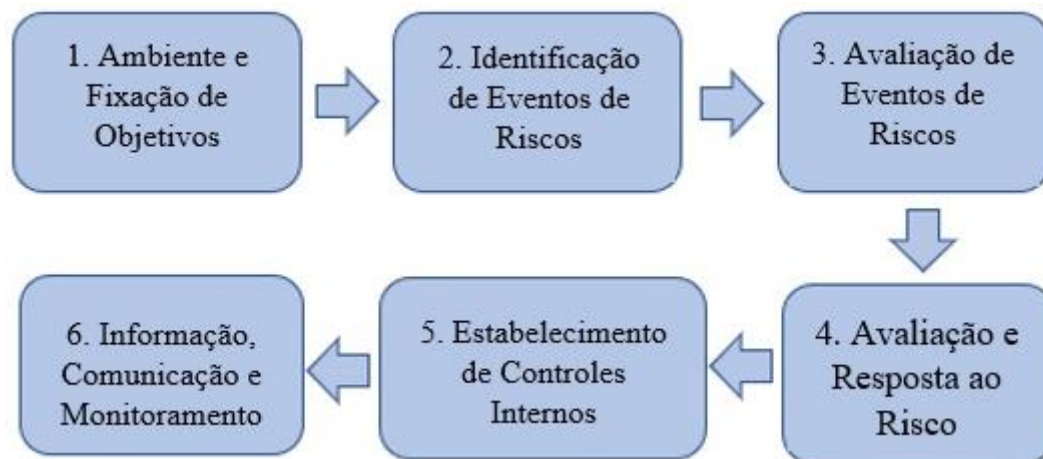 1. Ambiente e
Fixação de
Objetivos
2. Identificação
de Eventos de
Riscos
3. Avaliação de
Eventos de
Riscos
4. Avaliação e
Resposta ao
Risco
5. Estabelecimento
de Controles
Internos
6. Informação,
Comunicação e
Monitoramento